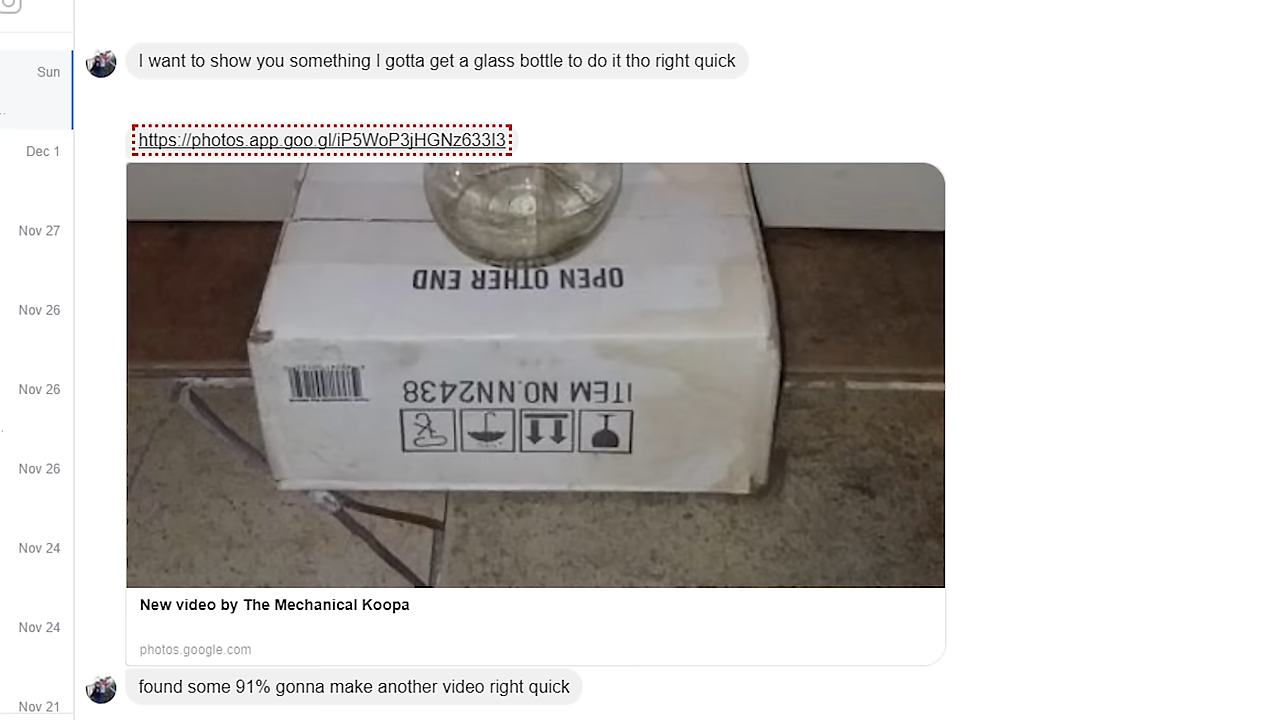 I want to show you something I gotta get a glass bottle to do it tho right quick
Sun
https://photos.app.goo.gl/iP5WoP3jHGNz633I3
Dec 1
Nov 27
OPEN OTHER END
Nov 26
ITEM NO.NN2438
Nov 26
Nov 26
Nov 24
New video by The Mechanical Koopa
Nov 24
photos.google.com
found some 91% gonna make another video right quick
Nov 21